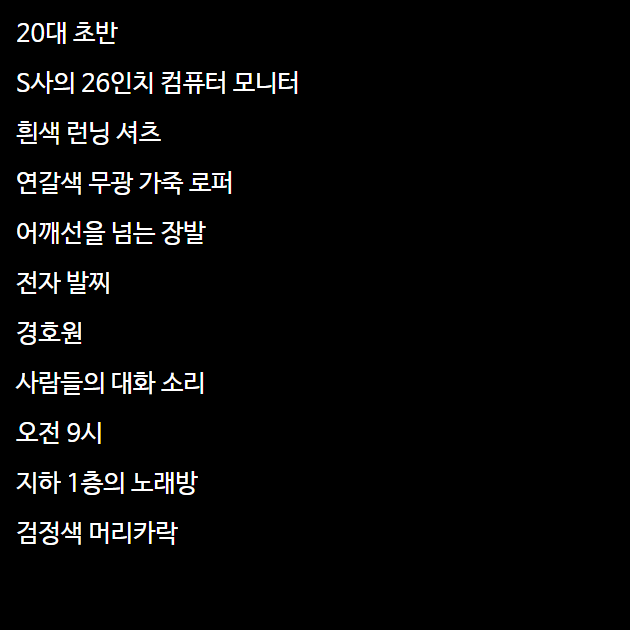 20대 초반
S사의 26인치 컴퓨터 모니터
흰색 런닝 셔츠
연갈색 무광 가죽 로퍼
어깨선을 넘는 장발
전자 발찌
경호원
사람들의 대화 소리
오전 9시
지하 1층의 노래방
검정색 머리카락